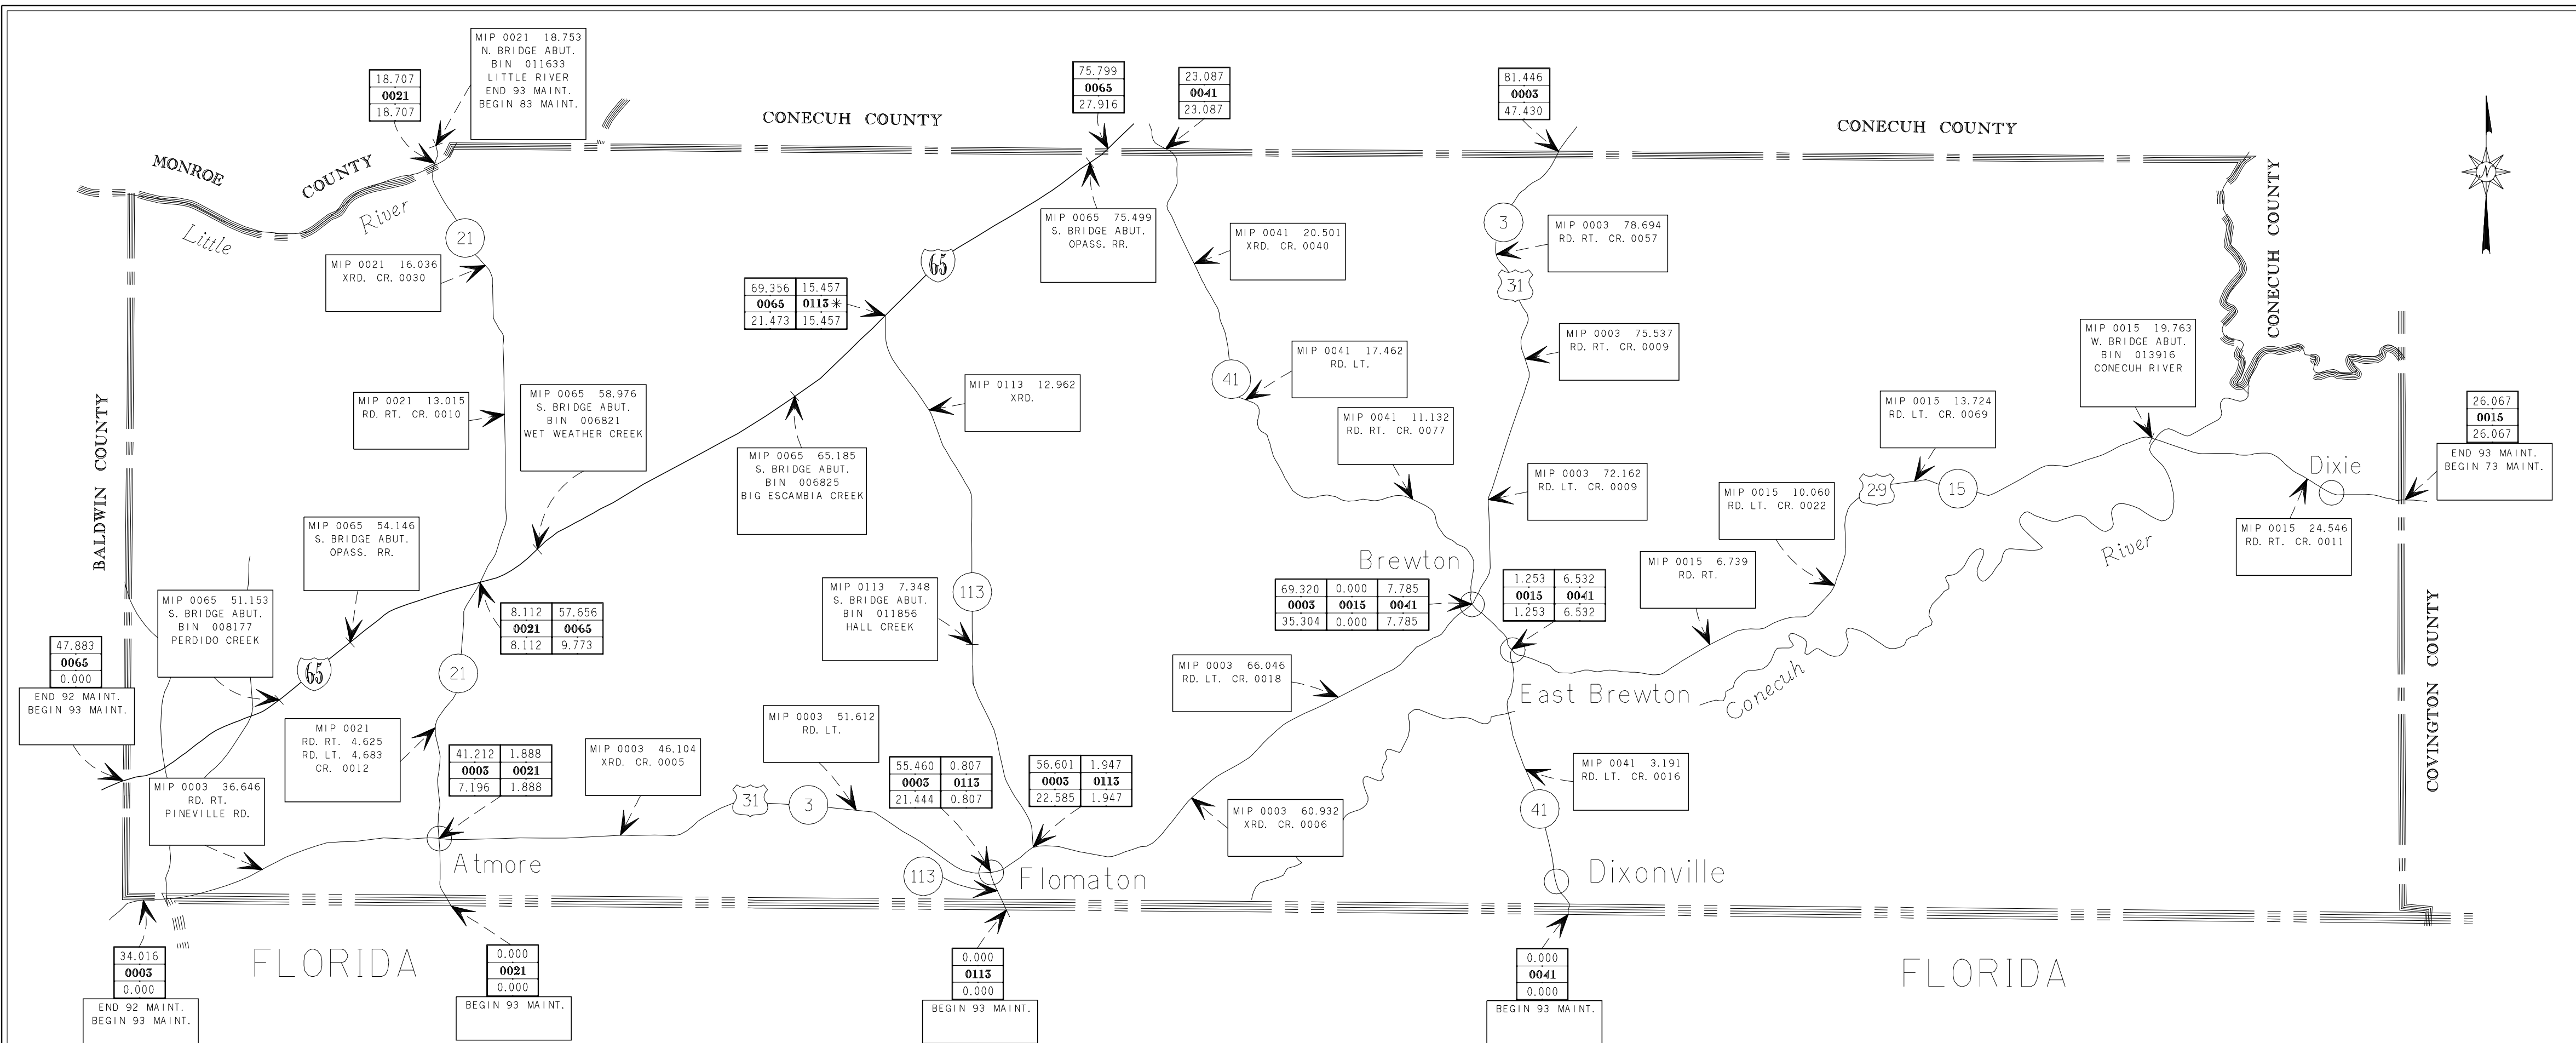 MIP 0021 18.753
N. BRIDGE ABUT.
BIN 011633
LITTLE RIVER
END 93 MAINT.
BEGIN 83 MAINT.
18.707
0021
18.707
75.799
0065
27.916
23.087
0041
23.087
81.446
0003
47.430
CONECUH COUNTY
CONECUH COUNTY
MONROE COUNTY
Little River
N
CONECUH COUNTY
21
MIP 0021 16.036
XRD. CR. 0030
65
MIP 0065 75.499
S. BRIDGE ABUT.
OPASS. RR.
MIP 0041 20.501
XRD. CR. 0040
3
MIP 0003 78.694
RD. RT. CR. 0057
31
69.356 15.457
0065 0113*
21.473 15.457
MIP 0003 75.537
RD. RT. CR. 0009
MIP 0041 17.462
RD. LT.
41
MIP 0015 19.763
W. BRIDGE ABUT.
BIN 013916
CONECUH RIVER
BALDWIN COUNTY
MIP 0021 13.015
RD. RT. CR. 0010
MIP 0065 58.976
S. BRIDGE ABUT.
BIN 006821
WET WEATHER CREEK
MIP 0113 12.962
XRD.
MIP 0041 11.132
RD. RT. CR. 0077
MIP 0015 13.724
RD. LT. CR. 0069
26.067
0015
26.067
END 93 MAINT.
BEGIN 73 MAINT.
MIP 0065 65.185
S. BRIDGE ABUT.
BIN 006825
BIG ESCAMBIA CREEK
MIP 0003 72.162
RD. LT. CR. 0009
MIP 0015 10.060
RD. LT. CR. 0022
29
15
Dixie
MIP 0015 24.546
RD. RT. CR. 0011
MIP 0065 54.146
S. BRIDGE ABUT.
OPASS. RR.
Brewton
River
MIP 0065 51.153
S. BRIDGE ABUT.
BIN 008177
PERDIDO CREEK
MIP 0113 7.348
S. BRIDGE ABUT.
BIN 011856
HALL CREEK
113
69.320 0.000 7.785
0003 0015 0041
35.304 0.000 7.785
1.253 6.532
0015 0041
1.253 6.532
MIP 0015 6.739
RD. RT.
8.112 57.656
0021 0065
8.112 9.773
47.883
0065
0.000
END 92 MAINT.
BEGIN 93 MAINT.
65
21
MIP 0003 66.046
RD. LT. CR. 0018
East Brewton
Conecuh
COVINGTON COUNTY
MIP 0021
RD. RT. 4.625
RD. LT. 4.683
CR. 0012
MIP 0003 51.612
RD. LT.
41.212 1.888
0003 0021
7.196 1.888
MIP 0003 46.104
XRD. CR. 0005
55.460 0.807
0003 0113
21.444 0.807
56.601 1.947
0003 0113
22.585 1.947
MIP 0041 3.191
RD. LT. CR. 0016
MIP 0003 36.646
RD. RT.
PINEVILLE RD.
31
3
MIP 0003 60.932
XRD. CR. 0006
41
Atmore
113
Flomaton
Dixonville
FLORIDA
FLORIDA
34.016
0003
0.000
END 92 MAINT.
BEGIN 93 MAINT.
0.000
0021
0.000
BEGIN 93 MAINT.
0.000
0113
0.000
BEGIN 93 MAINT.
0.000
0041
0.000
BEGIN 93 MAINT.